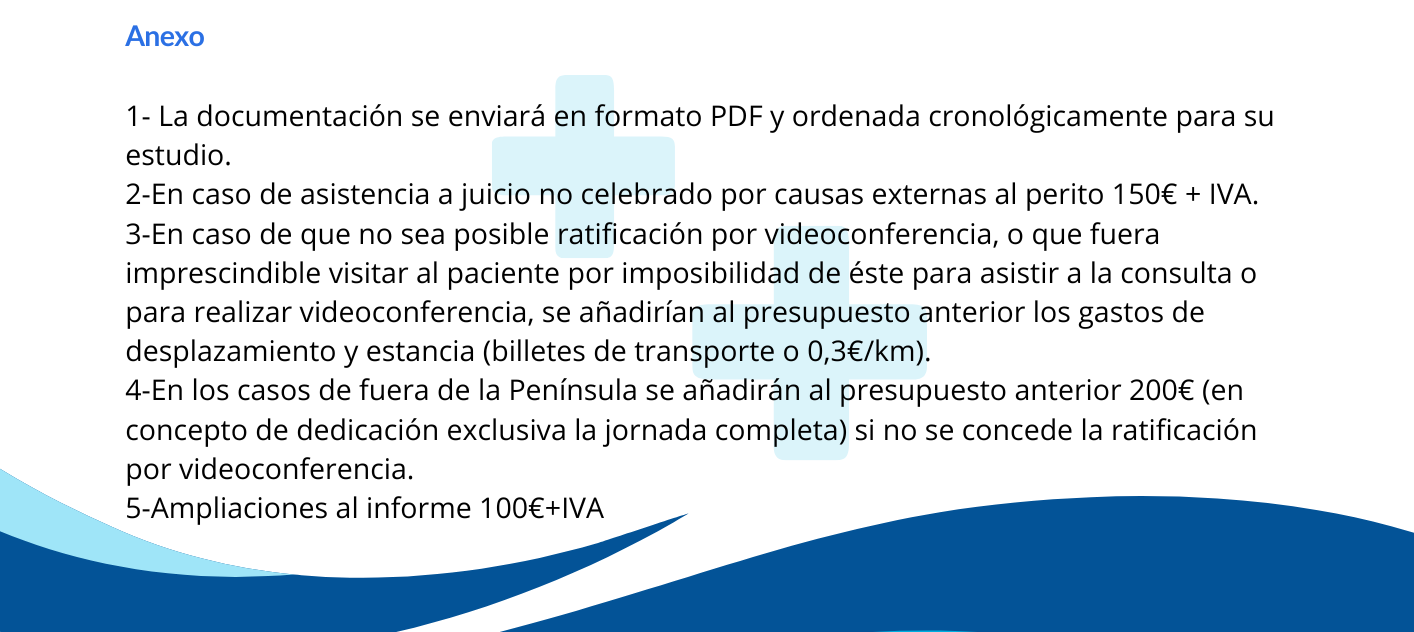 Anexo
1- La documentación se enviará en formato PDF y ordenada cronológicamente para su
estudio.
2-En caso de asistencia a juicio no celebrado por causas externas al perito 150€ + IVA.
3-En caso de que no sea posible ratificación por videoconferencia, o que fuera
imprescindible visitar al paciente por imposibilidad de éste para asistir a la consulta o
para realizar videoconferencia, se añadirían al presupuesto anterior los gastos de
desplazamiento y estancia (billetes de transporte o 0,3€/km).
4-En los casos de fuera de la Península se añadirán al presupuesto anterior 200€ (en
concepto de dedicación exclusiva la jornada completa) si no se concede la ratificación
por videoconferencia.
5-Ampliaciones al informe 100€+IVA